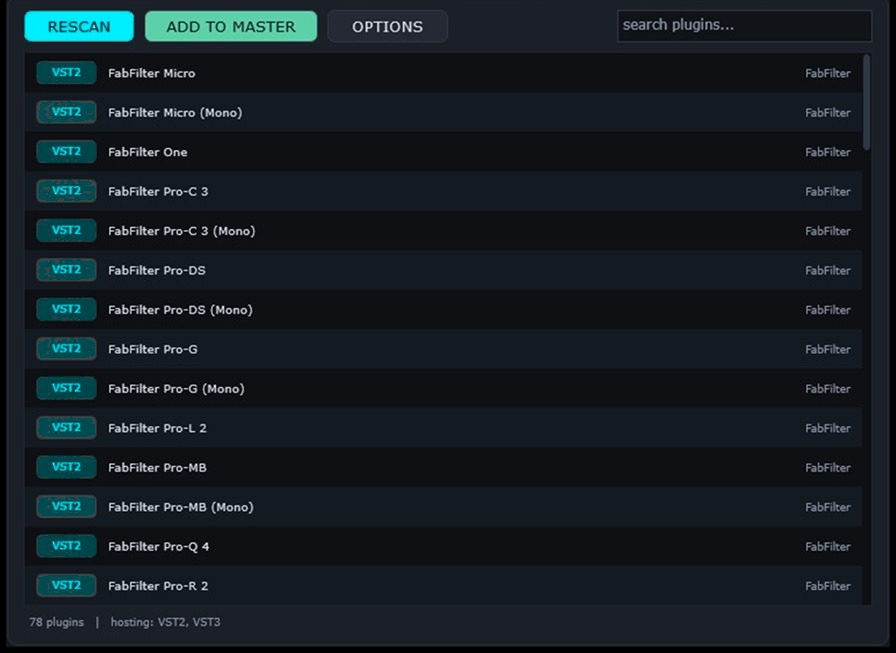 RESCAN ADD TO MASTER OPTIONS search plugins...
VST2 FabFilter Micro FabFilter
VST2 FabFilter Micro (Mono) FabFilter
VST2 FabFilter One FabFilter
VST2 FabFilter Pro-C 3 FabFilter
VST2 FabFilter Pro-C 3 (Mono) FabFilter
VST2 FabFilter Pro-DS FabFilter
VST2 FabFilter Pro-DS (Mono) FabFilter
VST2 FabFilter Pro-G FabFilter
VST2 FabFilter Pro-G (Mono) FabFilter
VST2 FabFilter Pro-L 2 FabFilter
VST2 FabFilter Pro-MB FabFilter
VST2 FabFilter Pro-MB (Mono) FabFilter
VST2 FabFilter Pro-Q 4 FabFilter
VST2 FabFilter Pro-R 2 FabFilter
78 plugins | hosting: VST2, VST3